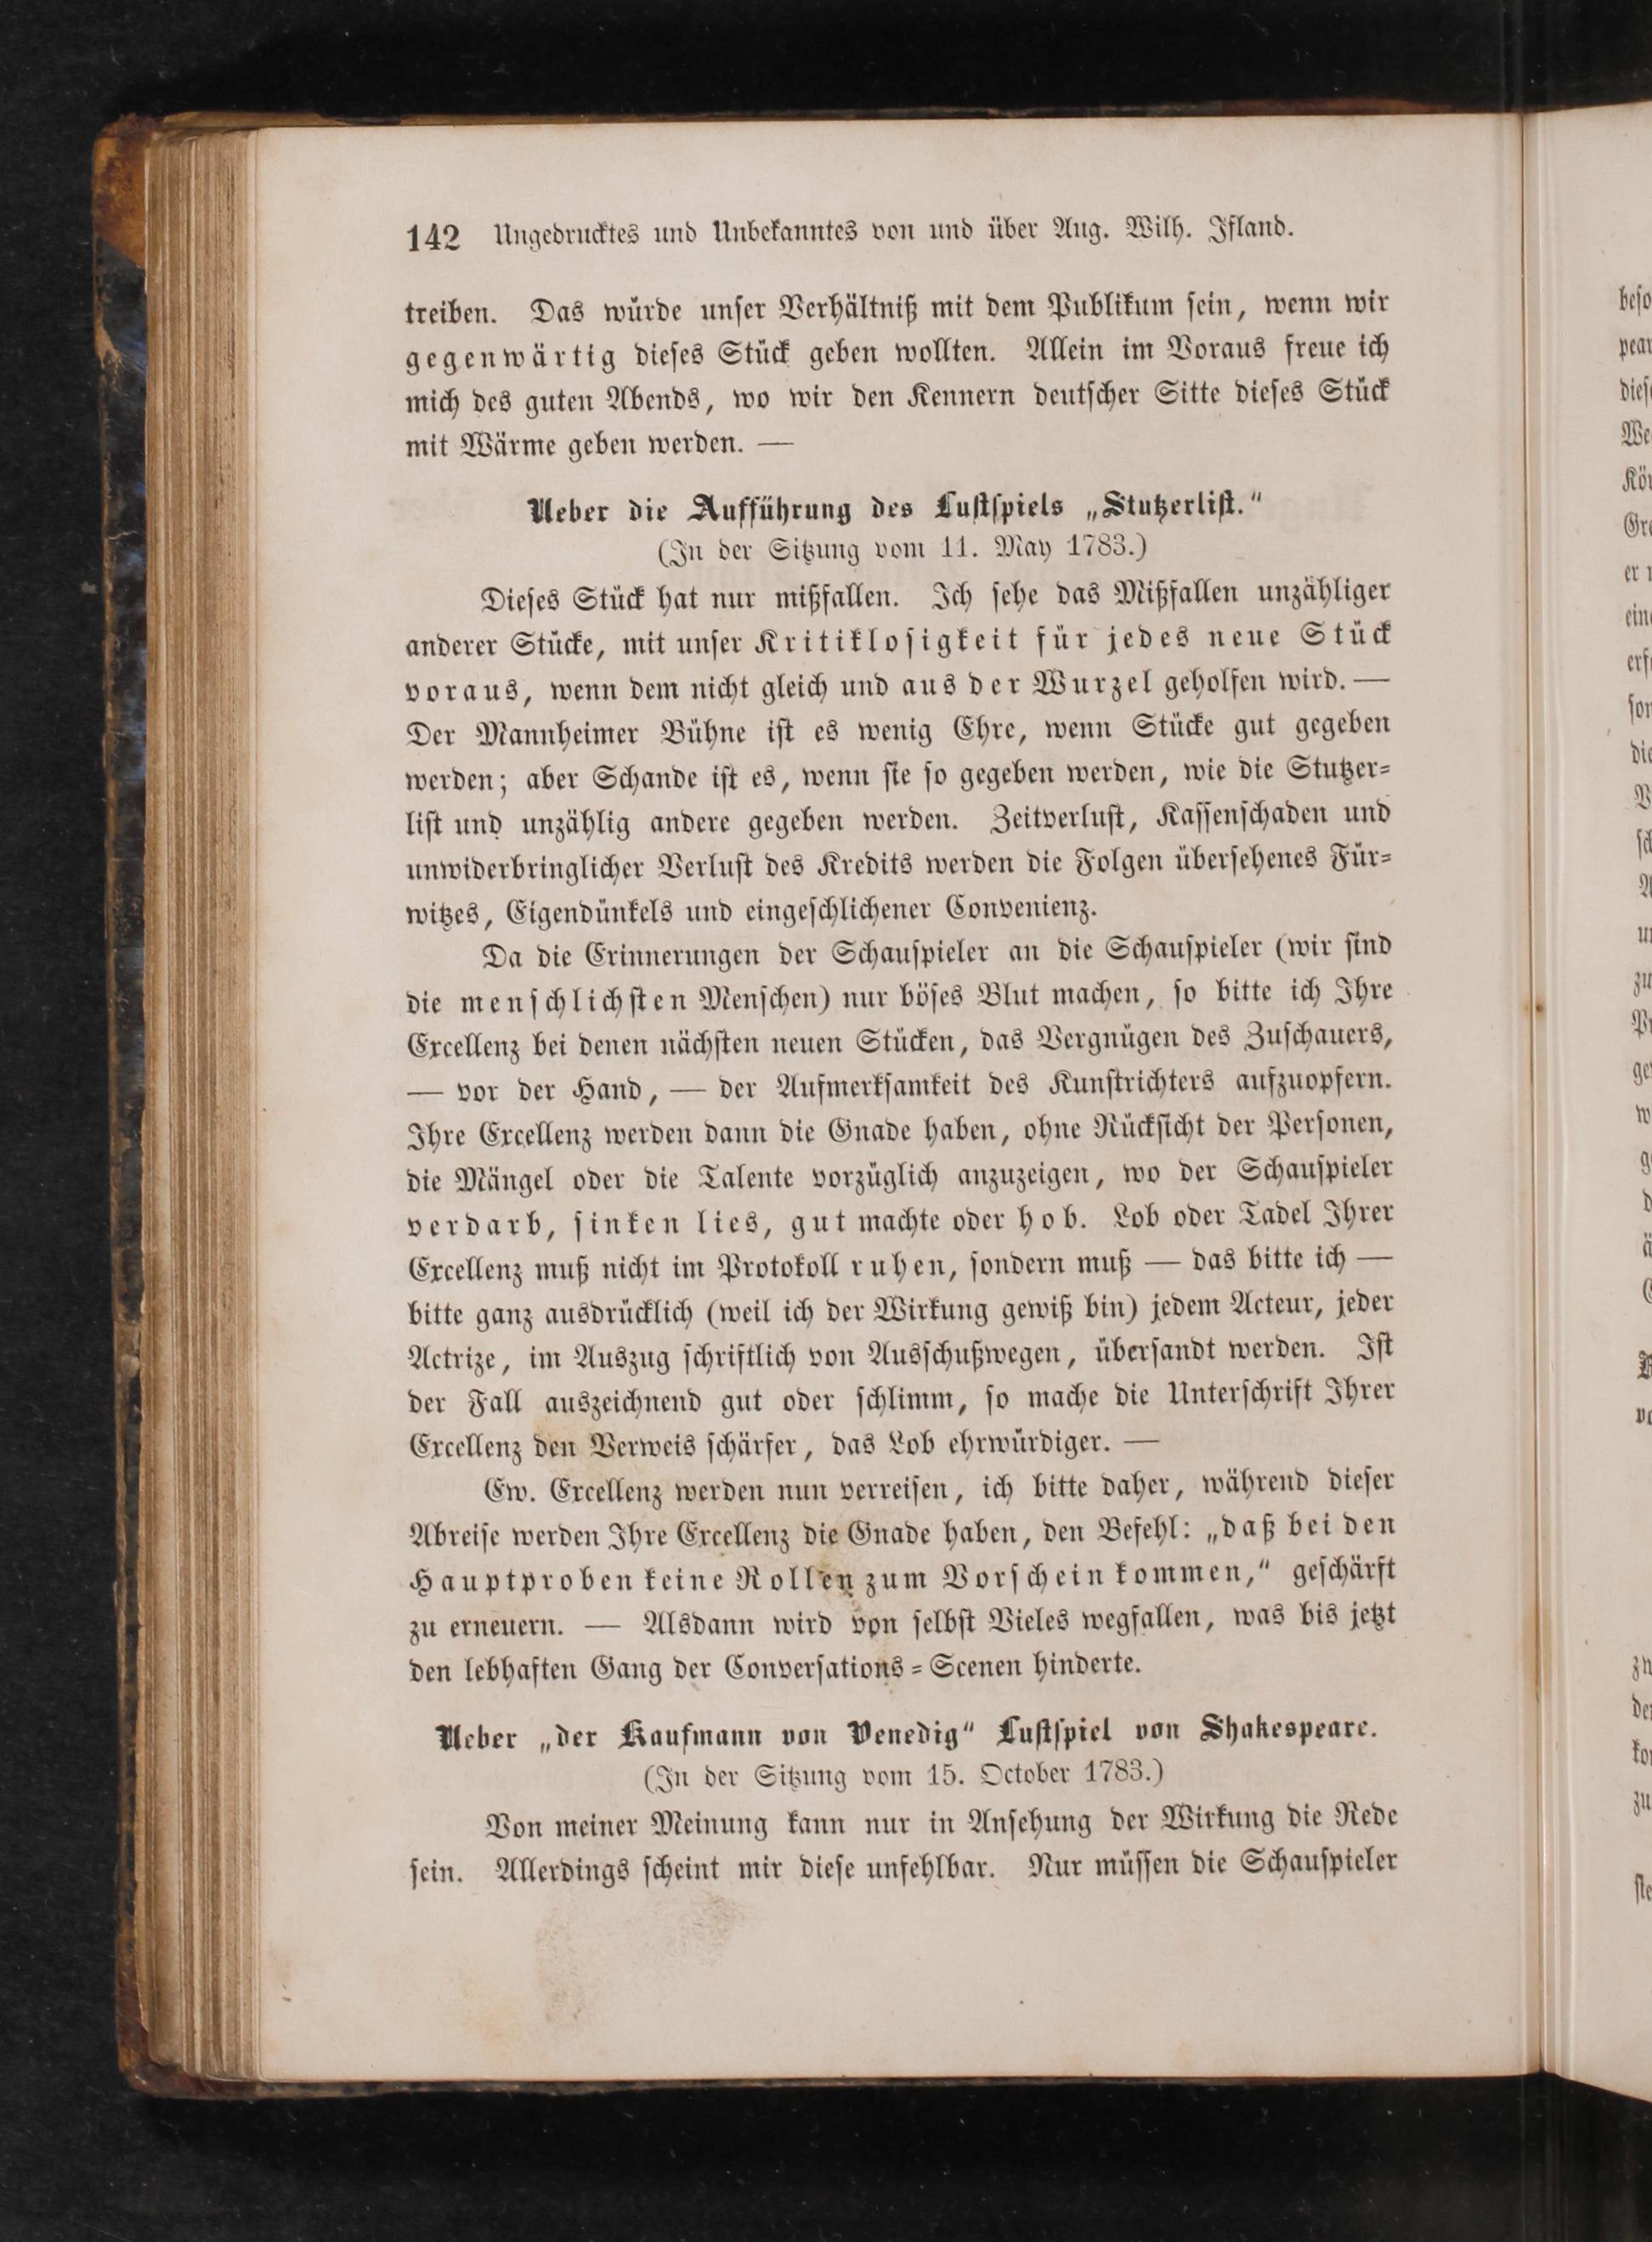 142 Ungedrucktes und Unbekanntes von und über Aug. Wilh. Ifland.
treiben. Das würde unser Verhältniß mit dem Publikum sein, wenn wir
gegenwärtig dieses Stück geben wollten. Allein im Voraus freue ich
mich des guten Abends, wo wir den Kennern deutscher Sitte dieses Stück
mit Wärme geben werden. —
Ueber die Aufführung des Lustspiels „Stutzerlist.“
(In der Sitzung vom 11. May 1783.)
Dieses Stück hat nur mißfallen. Ich sehe das Mißfallen unzähliger
anderer Stücke, mit unser Kritiklosigkeit für jedes neue Stück
voraus, wenn dem nicht gleich und aus der Wurzel geholfen wird. —
Der Mannheimer Bühne ist es wenig Ehre, wenn Stücke gut gegeben
werden; aber Schande ist es, wenn sie so gegeben werden, wie die Stutzer=
list und unzählig andere gegeben werden. Zeitverlust, Kassenschaden und
unwiderbringlicher Verlust des Kredits werden die Folgen übersehenes Für=
witzes, Eigendünkels und eingeschlichener Convenienz.
Da die Erinnerungen der Schauspieler an die Schauspieler (wir sind
die menschlichsten Menschen) nur böses Blut machen, so bitte ich Ihre
Excellenz bei denen nächsten neuen Stücken, das Vergnügen des Zuschauers,
— vor der Hand, — der Aufmerksamkeit des Kunstrichters aufzuopfern.
Ihre Excellenz werden dann die Gnade haben, ohne Rücksicht der Personen,
die Mängel oder die Talente vorzüglich anzuzeigen, wo der Schauspieler
verdarb, sinken lies, gut machte oder hob. Lob oder Tadel Ihrer
Excellenz muß nicht im Protokoll ruhen, sondern muß — das bitte ich —
bitte ganz ausdrücklich (weil ich der Wirkung gewiß bin) jedem Acteur, jeder
Actrize, im Auszug schriftlich von Ausschußwegen, übersandt werden. Ist
der Fall auszeichnend gut oder schlimm, so mache die Unterschrift Ihrer
Excellenz den Verweis schärfer, das Lob ehrwürdiger. —
Ew. Excellenz werden nun verreisen, ich bitte daher, während dieser
Abreise werden Ihre Excellenz die Gnade haben, den Befehl: „daß bei den
Hauptproben keine Rollen zum Vorschein kommen,“ geschärft
zu erneuern. — Alsdann wird von selbst Vieles wegfallen, was bis jetzt
den lebhaften Gang der Conversations=Scenen hinderte.
Ueber „der Kaufmann von Venedig“ Lustspiel von Shakespeare.
(In der Sitzung vom 15. October 1783.)
Von meiner Meinung kann nur in Ansehung der Wirkung die Rede
sein. Allerdings scheint mir diese unfehlbar. Nur müssen die Schauspieler